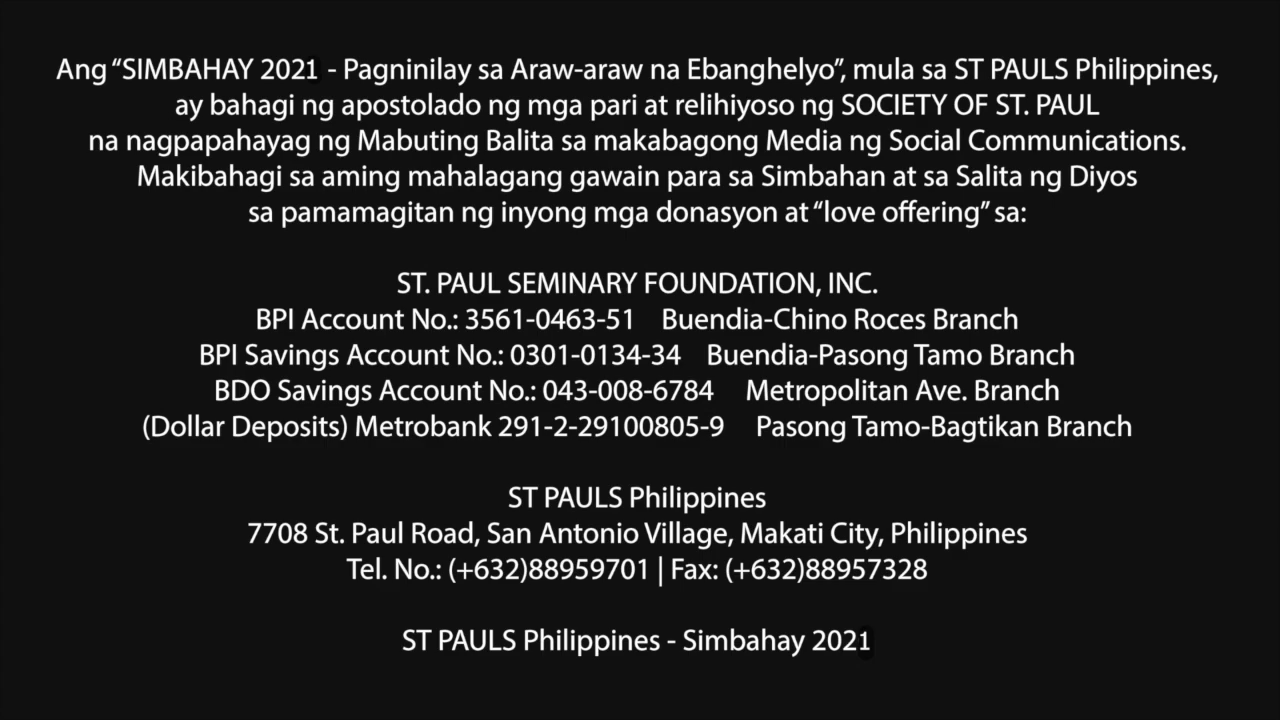 Ang “SIMBAHAY 2021 - Pagninilay sa Araw-araw na Ebanghelyo”, mula sa ST PAULS Philippines,
ay bahagi ng apostolado ng mga pari at relihiyoso ng SOCIETY OF ST. PAUL
na nagpapahayag ng Mabuting Balita sa makabagong Media ng Social Communications.
Makibahagi sa aming mahalagang gawain para sa Simbahan at sa Salita ng Diyos
sa pamamagitan ng inyong mga donasyon at “love offering” sa:
ST. PAUL SEMINARY FOUNDATION, INC.
BPI Account No.: 3561-0463-51 Buendia-Chino Roces Branch
BPI Savings Account No.: 0301-0134-34 Buendia-Pasong Tamo Branch
BDO Savings Account No.: 043-008-6784 Metropolitan Ave. Branch
(Dollar Deposits) Metrobank 291-2-29100805-9 Pasong Tamo-Bagtikan Branch
ST PAULS Philippines
7708 St. Paul Road, San Antonio Village, Makati City, Philippines
Tel. No.: (+632)88959701 | Fax: (+632)88957328
ST PAULS Philippines - Simbahay 2021